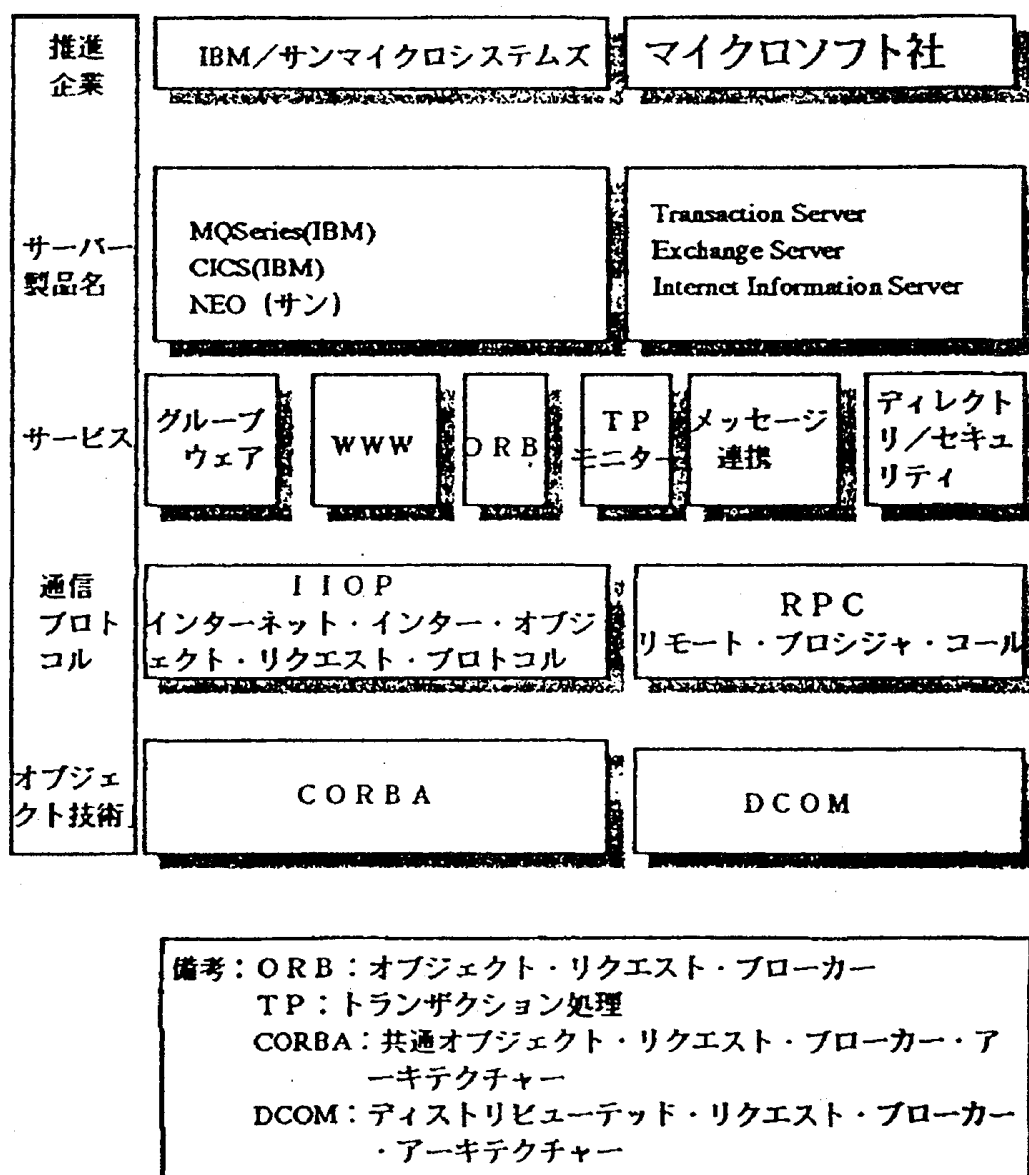 推進
企業
IBM／サンマイクロシステムズ
マイクロソフト社
サーバー
製品名
MQSeries(IBM)
CICS(IBM)
NEO（サン）
Transaction Server
Exchange Server
Internet Information Server
サービス
グループ
ウェア
WWW
ORB
ＴＰ
モニター
メッセージ
連携
ディレクト
リ／セキュ
リティ
通信
プロト
コル
ＩＩＯＰ
インターネット・インター・オブジ
ェクト・リクエスト・プロトコル
ＲＰＣ
リモート・プロシジャ・コール
オブジェ
クト技術
ＣＯＲＢＡ
ＤＣＯＭ
備考：ＯＲＢ：オブジェクト・リクエスト・ブローカー
ＴＰ：トランザクション処理
CORBA：共通オブジェクト・リクエスト・ブローカー・ア
ーキテクチャー
DCOM：ディストリビューテッド・リクエスト・ブローカー
・アーキテクチャー